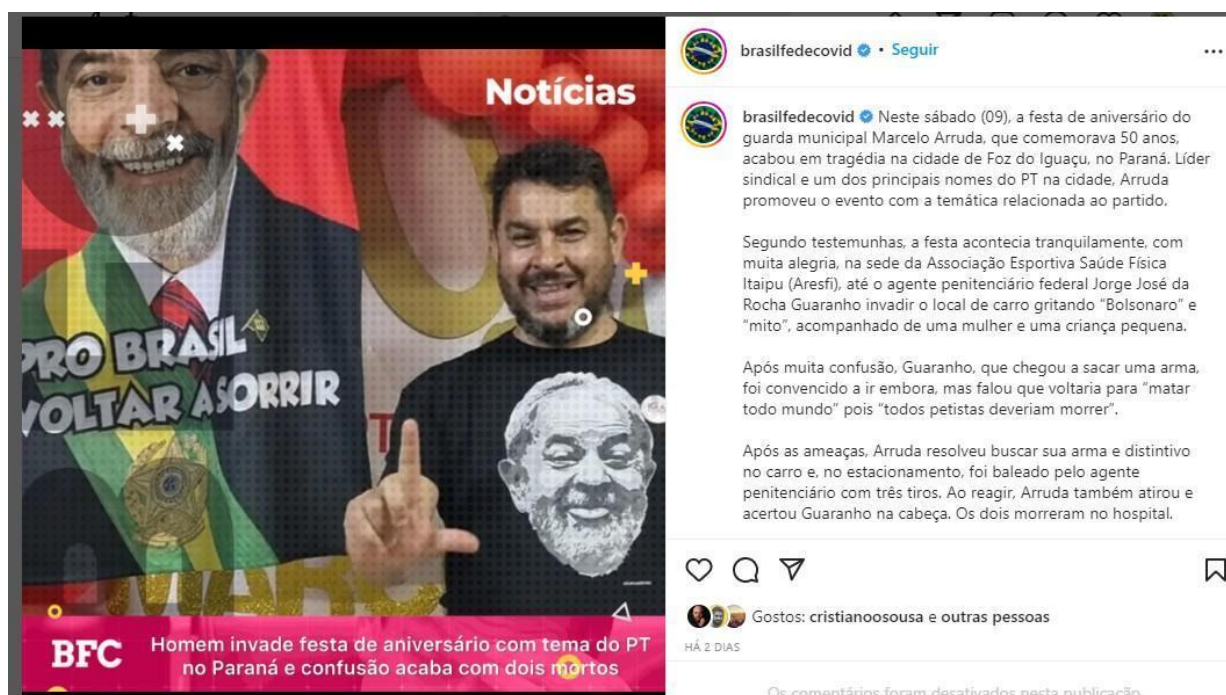 Notícias
PRO BRASIL
VOLTAR A SORRIR
BFC
Homem invade festa de aniversário com tema do PT
no Paraná e confusão acaba com dois mortos
brasilfedecovid • Seguir
brasilfedecovid Neste sábado (09), a festa de aniversário do
guarda municipal Marcelo Arruda, que comemorava 50 anos,
acabou em tragédia na cidade de Foz do Iguaçu, no Paraná. Líder
sindical e um dos principais nomes do PT na cidade, Arruda
promoveu o evento com a temática relacionada ao partido.
Segundo testemunhas, a festa acontecia tranquilamente, com
muita alegria, na sede da Associação Esportiva Saúde Física
Itaipu (Aresfi), até o agente penitenciário federal Jorge José da
Rocha Guaranho invadir o local de carro gritando “Bolsonaro” e
“mito”, acompanhado de uma mulher e uma criança pequena.
Após muita confusão, Guaranho, que chegou a sacar uma arma,
foi convencido a ir embora, mas falou que voltaria para “matar
todo mundo” pois “todos petistas deveriam morrer”.
Após as ameaças, Arruda resolveu buscar sua arma e distintivo
no carro e, no estacionamento, foi baleado pelo agente
penitenciário com três tiros. Ao reagir, Arruda também atirou e
acertou Guaranho na cabeça. Os dois morreram no hospital.
Gostos: cristianoosousa e outras pessoas
HÁ 2 DIAS
Os comentários foram desativados nesta publicação